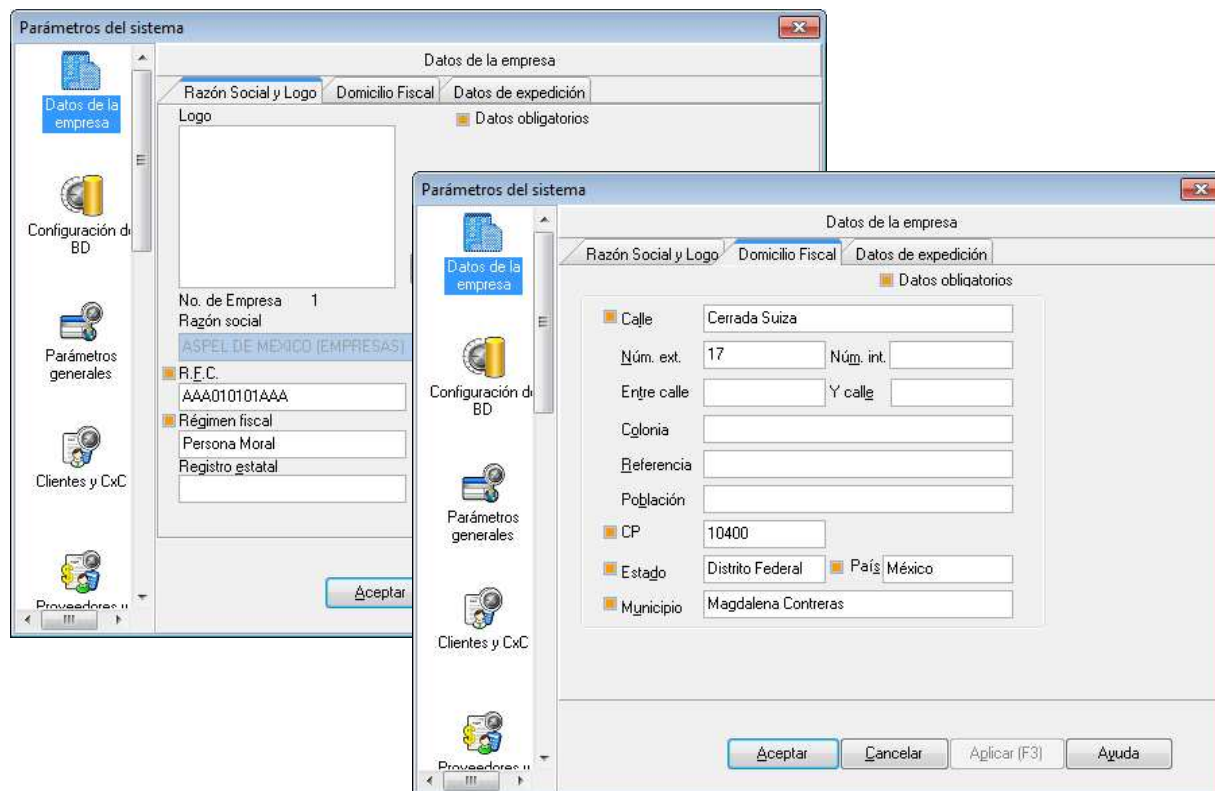 Parámetros del sistema
Datos de la empresa
Razón Social y Logo Domicilio Fiscal Datos de expedición
Logo
Datos obligatorios
No. de Empresa 1
Razón social
ASPEL DE MEXICO (EMPRESAS)
R.F.C.
AAA010101AAA
Régimen fiscal
Persona Moral
Registro estatal
Aceptar
Datos de la
empresa
Configuración d
BD
Parámetros
generales
Clientes y CxC
Proveedores
Parámetros del sistema
Datos de la empresa
Razón Social y Logo Domicilio Fiscal Datos de expedición
Datos obligatorios
Calle Cerrada Suiza
Núm. ext. 17 Núm. int.
Entre calle Y calle
Colonia
Referencia
Población
CP 10400
Estado Distrito Federal País México
Municipio Magdalena Contreras
Aceptar Cancelar Aplicar (F3) Ayuda
Datos de la
empresa
Configuración d
BD
Parámetros
generales
Clientes y CxC
Proveedores